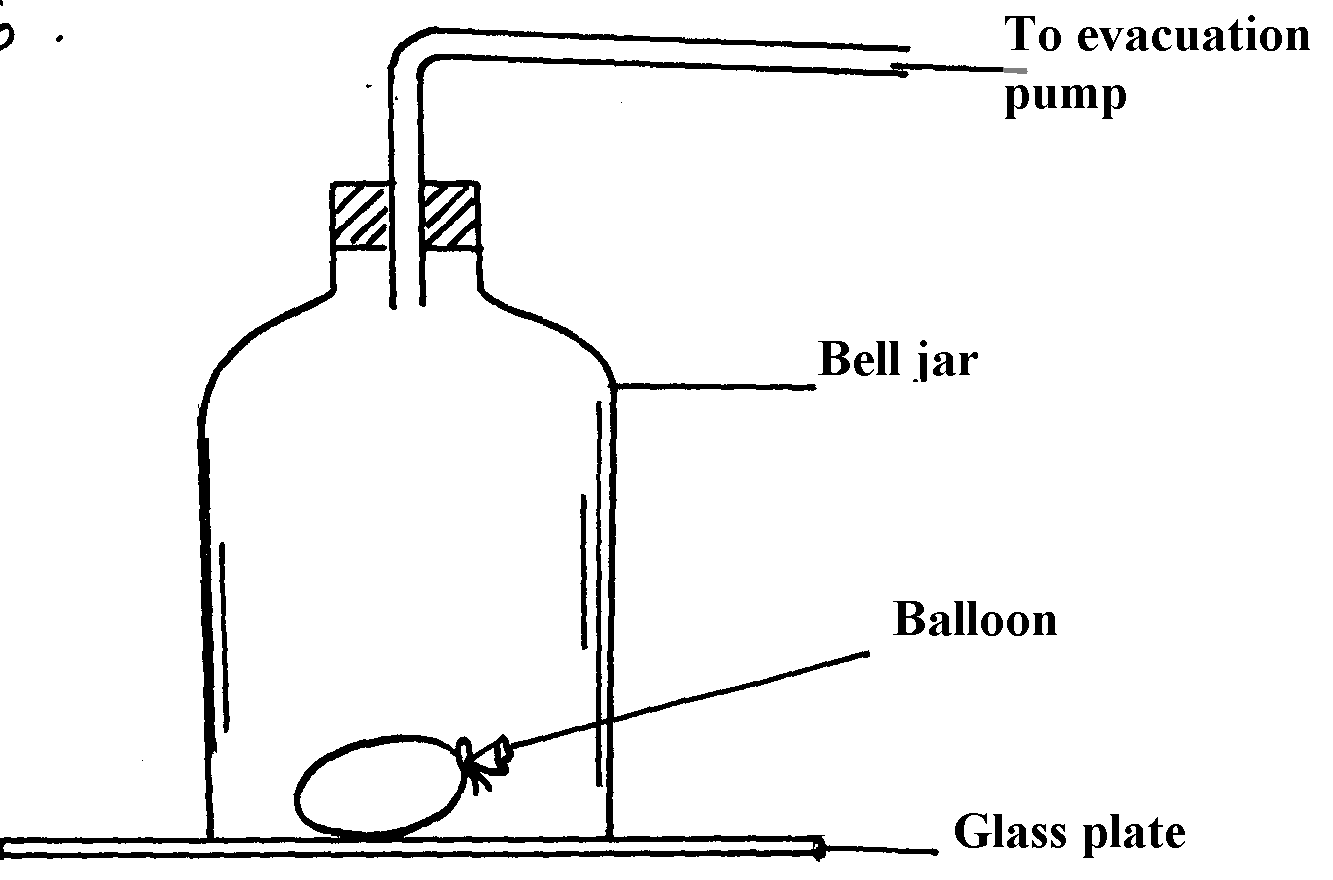 To evacuation
pump
Bell jar
Balloon
Glass plate